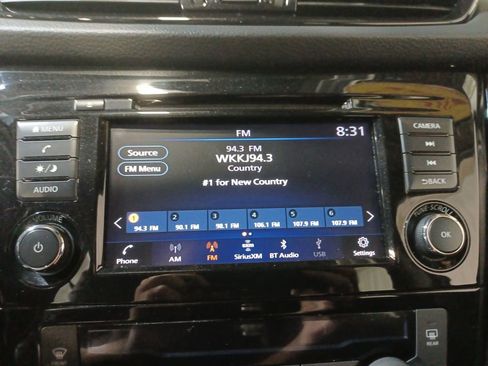 FM
8:31
MENU
CAMERA
Source
94.3 FM
WKKJ94.3
Country
FM Menu
#1 for New Country
AUDIO
BACK
VOLUME
TUNE·SCROLL
1 2 3 4 5 6
94.3 FM 90.1 FM 98.1 FM 106.1 FM 107.9 FM 107.9 FM
OK
Phone AM FM SiriusXM BT Audio USB Settings
FRONT
REAR